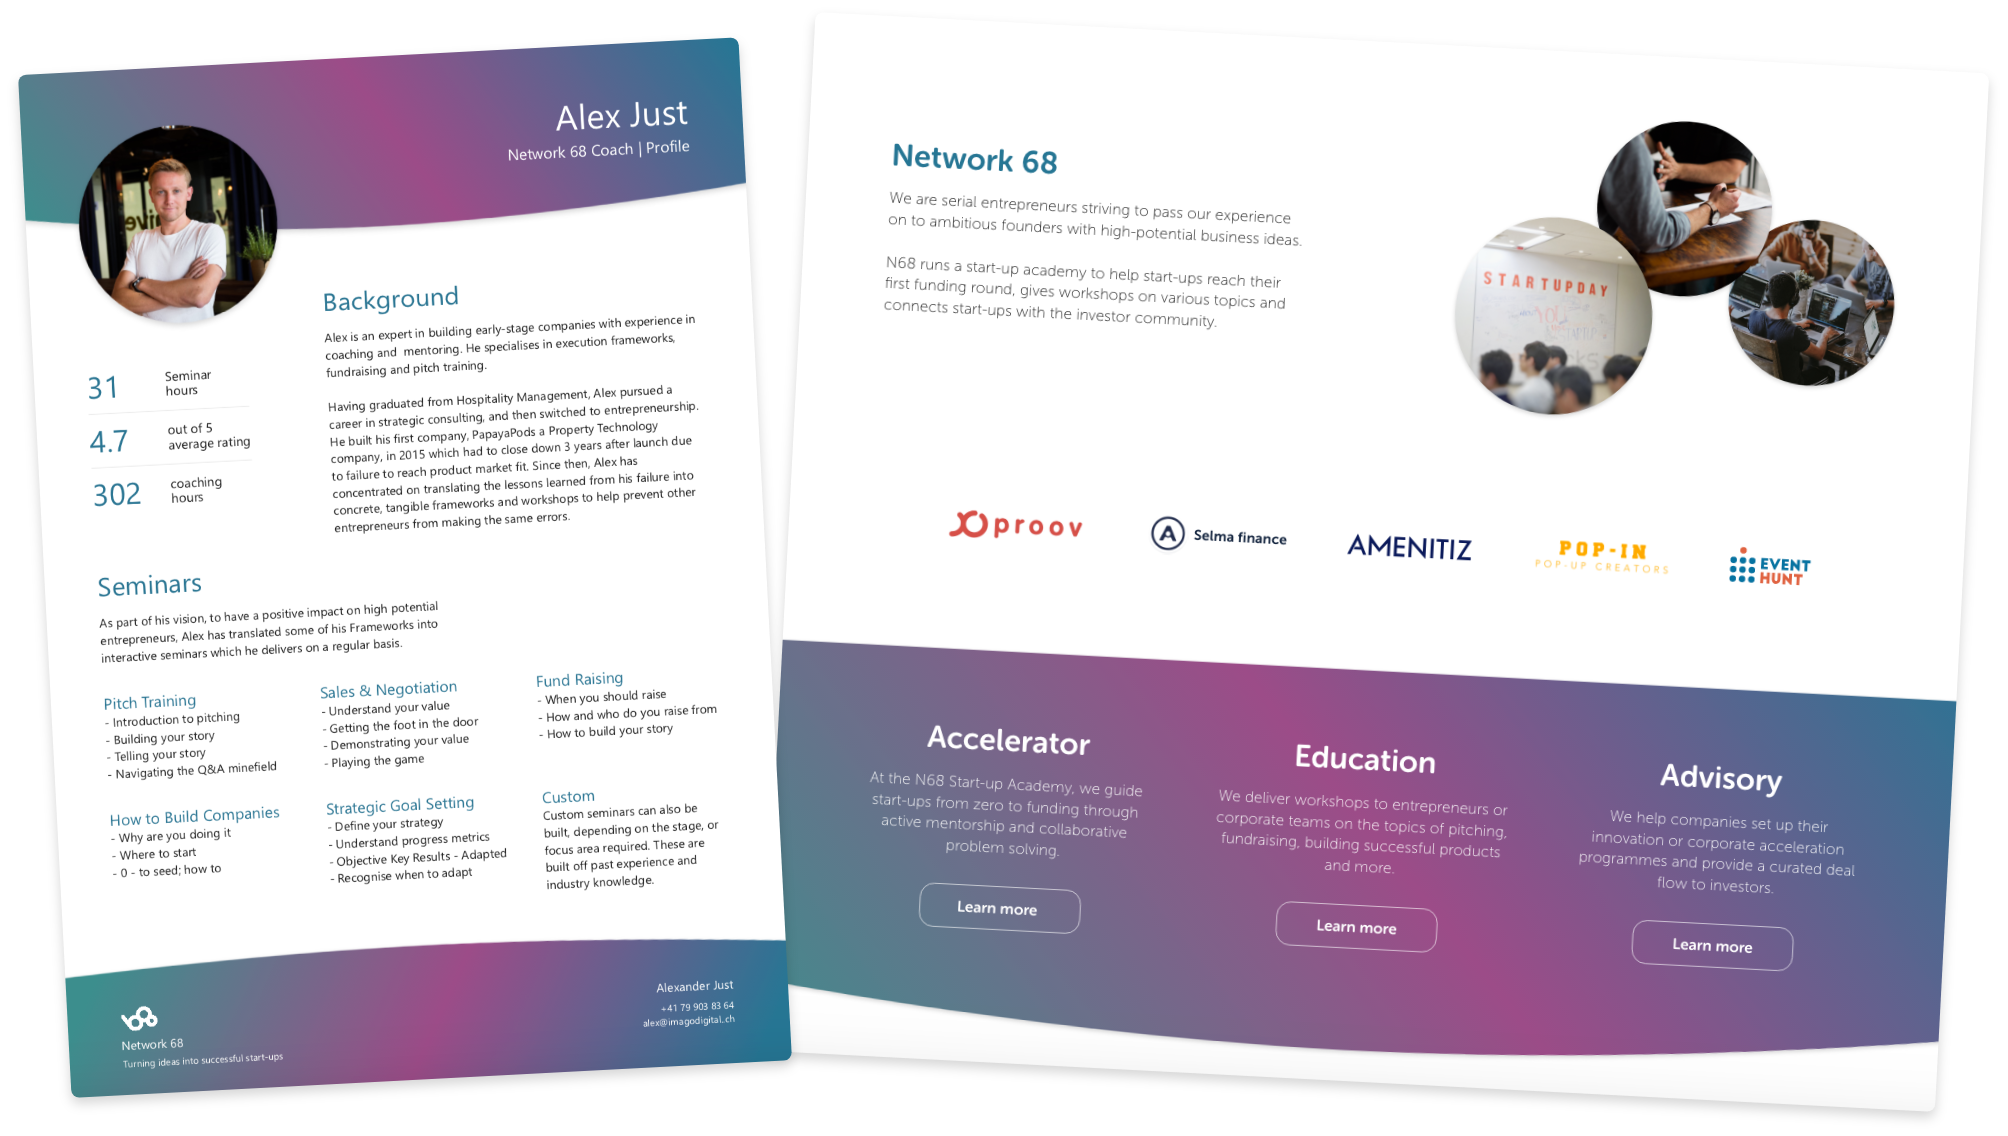 Alex Just
Network 68 Coach | Profile
Background
Alex is an expert in building early-stage companies with experience in
coaching and  mentoring. He specialises in execution frameworks,
fundraising and pitch training.
Having graduated from Hospitality Management, Alex pursued a
career in strategic consulting, and then switched to entrepreneurship.
He built his first company, PapayaPods a Property Technology
company, in 2015 which had to close down 3 years after launch due
to failure to reach product market fit. Since then, Alex has
concentrated on translating the lessons learned from his failure into
concrete, tangible frameworks and workshops to help prevent other
entrepreneurs from making the same errors.
31
Seminar
hours
4.7
out of 5
average rating
302
coaching
hours
Seminars
As part of his vision, to have a positive impact on high potential
entrepreneurs, Alex has translated some of his Frameworks into
interactive seminars which he delivers on a regular basis.
Pitch Training
- Introduction to pitching
- Building your story
- Telling your story
- Navigating the Q&A minefield
Sales & Negotiation
- Understand your value
- Getting the foot in the door
- Demonstrating your value
- Playing the game
Fund Raising
- When you should raise
- How and who do you raise from
- How to build your story
How to Build Companies
- Why are you doing it
- Where to start
- 0 - to seed; how to
Strategic Goal Setting
- Define your strategy
- Understand progress metrics
- Objective Key Results - Adapted
- Recognise when to adapt
Custom
Custom seminars can also be
built, depending on the stage, or
focus area required. These are
built off past experience and
industry knowledge.
Network 68
Turning ideas into successful start-ups
Alexander Just
+41 79 903 83 64
alex@imagodigital.ch
Network 68
We are serial entrepreneurs striving to pass our experience
on to ambitious founders with high-potential business ideas.
N68 runs a start-up academy to help start-ups reach their
first funding round, gives workshops on various topics and
connects start-ups with the investor community.
STARTUPDAY
YOU
proov
A Selma finance
AMENITIZ
POP-IN
POP-UP CREATORS
EVENT
HUNT
Accelerator
At the N68 Start-up Academy, we guide
start-ups from zero to funding through
active mentorship and collaborative
problem solving.
Learn more
Education
We deliver workshops to entrepreneurs or
corporate teams on the topics of pitching,
fundraising, building successful products
and more.
Learn more
Advisory
We help companies set up their
innovation or corporate acceleration
programmes and provide a curated deal
flow to investors.
Learn more